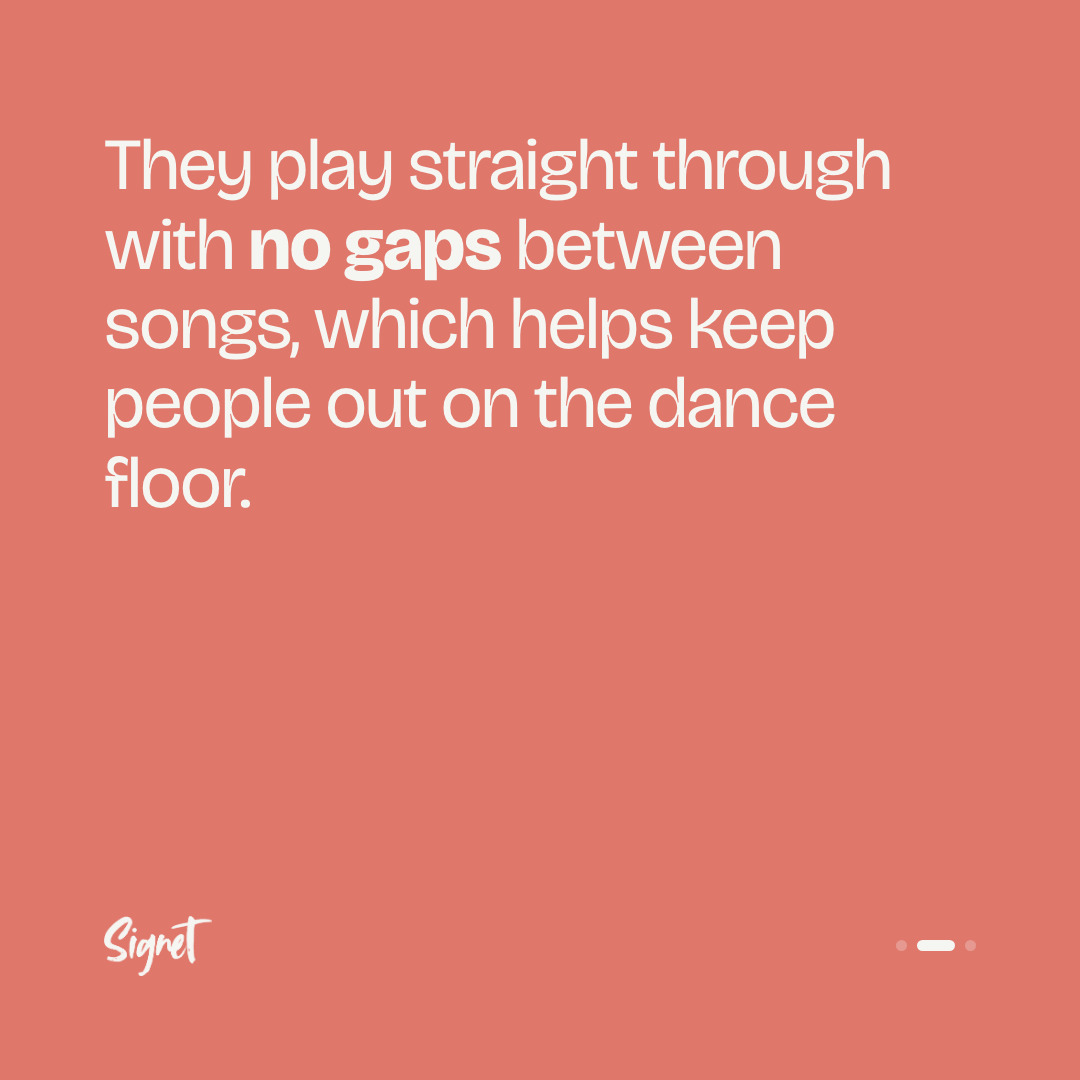 They play straight through
with no gaps between
songs, which helps keep
people out on the dance
floor.
Signet